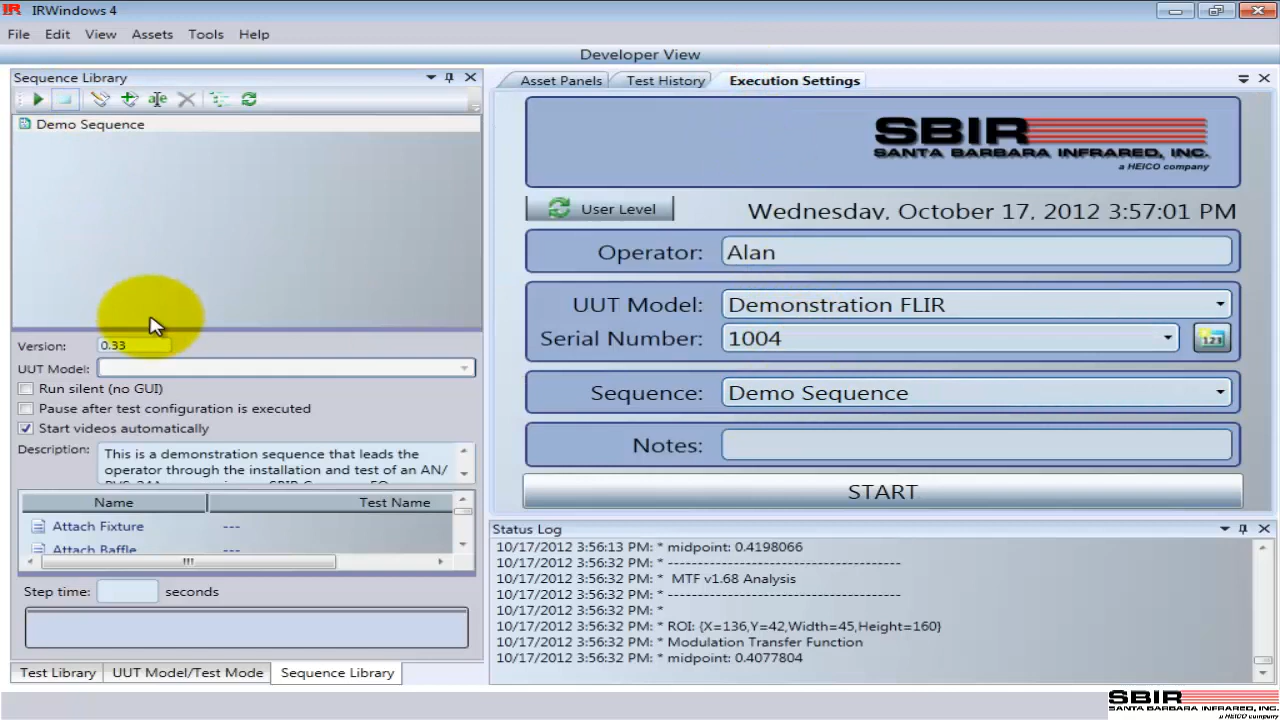 IR IRWindows 4
File Edit View Assets Tools Help
Developer View
Sequence Library
Demo Sequence
Version: 0.33
UUT Model:
Run silent (no GUI)
Pause after test configuration is executed
Start videos automatically
Description: This is a demonstration sequence that leads the
operator through the installation and test of an AN/
Name Test Name
Attach Fixture ---
Attach Baffle ---
Step time: seconds
Test Library UUT Model/Test Mode Sequence Library
Asset Panels Test History Execution Settings
SBIR
SANTA BARBARA INFRARED, INC.
a HEICO company
User Level Wednesday, October 17, 2012 3:57:01 PM
Operator: Alan
UUT Model: Demonstration FLIR
Serial Number: 1004 123
Sequence: Demo Sequence
Notes:
START
Status Log
10/17/2012 3:56:13 PM: * midpoint: 0.4198066
10/17/2012 3:56:32 PM: * --------------------------------------
10/17/2012 3:56:32 PM: * MTF v1.68 Analysis
10/17/2012 3:56:32 PM: * --------------------------------------
10/17/2012 3:56:32 PM: *
10/17/2012 3:56:32 PM: * ROI: {X=136,Y=42,Width=45,Height=160}
10/17/2012 3:56:32 PM: * Modulation Transfer Function
10/17/2012 3:56:32 PM: * midpoint: 0.4077804
SBIR
SANTA BARBARA INFRARED, INC.
a HEICO company